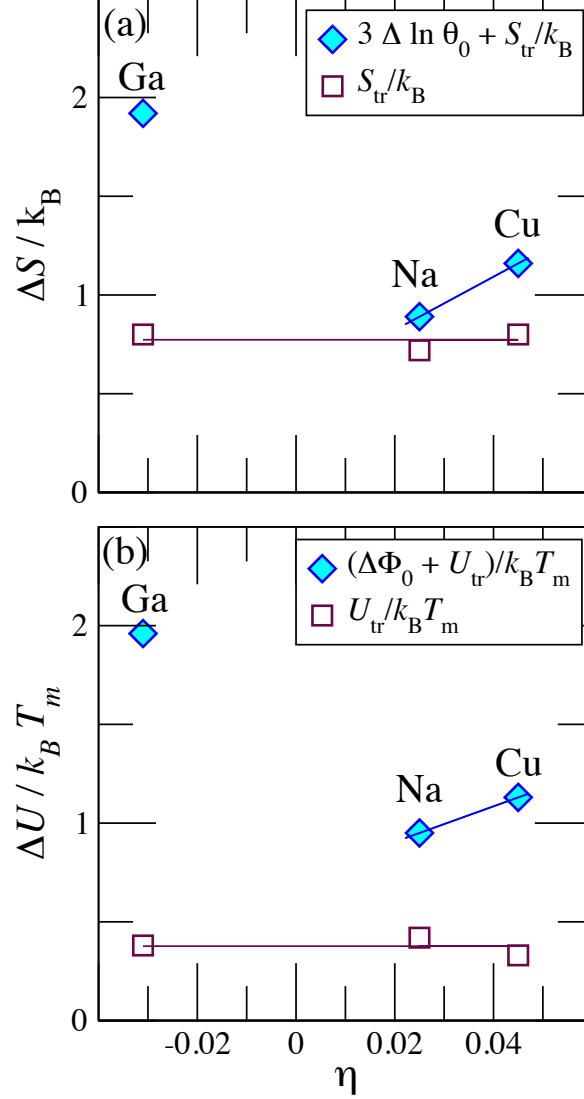 (a)
3 Δ ln θ0 + Str/kB
Str/kB
Ga
Na
Cu
2
1
0
ΔS / kB
(b)
(ΔΦ0 + Utr)/kBTm
Utr/kBTm
Ga
Na
Cu
2
1
0
ΔU / kB Tm
-0.02 0 0.02 0.04
η